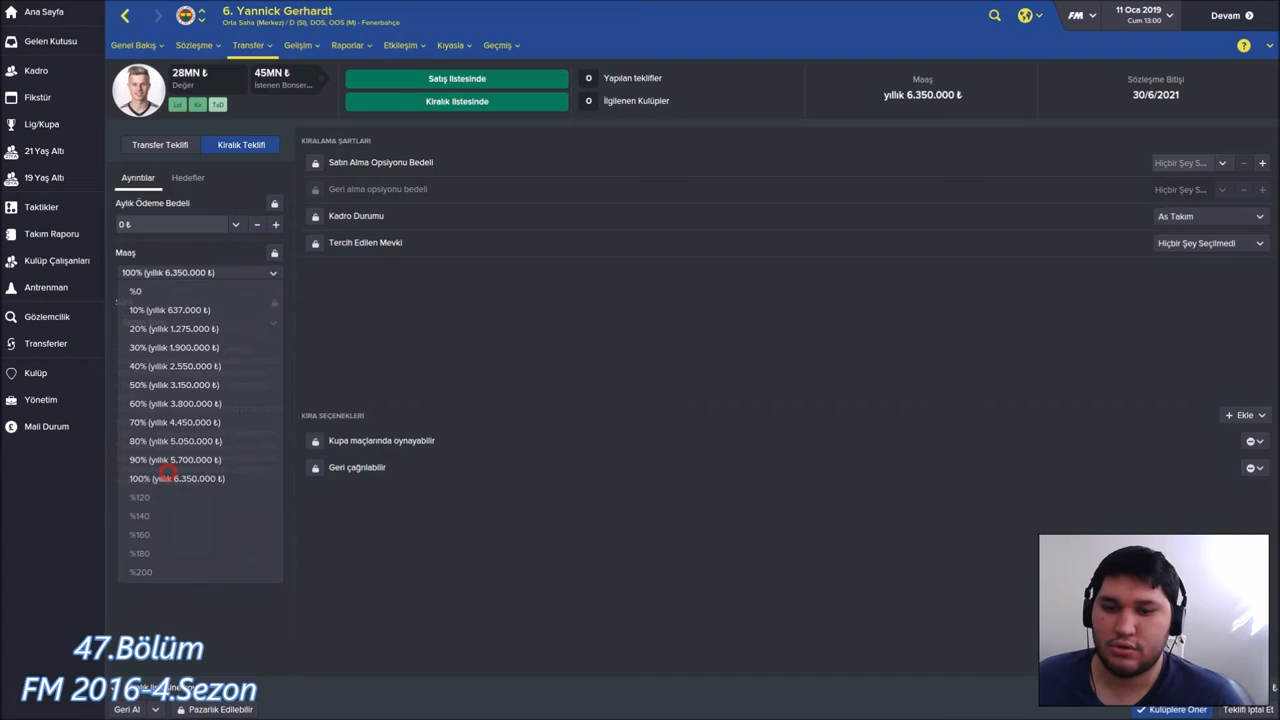 Ana Sayfa
Gelen Kutusu
Kadro
Fikstür
Lig/Kupa
21 Yaş Altı
19 Yaş Altı
Taktikler
Takım Raporu
Kulüp Çalışanları
Antrenman
Gözlemcilik
Transferler
Kulüp
Yönetim
Mali Durum
6. Yannick Gerhardt
Orta Saha (Merkez) / D (Sl), DOS, OOS (M) - Fenerbahçe
FM
11 Oca 2019
Cum 13:00
Devam
Genel Bakış
Sözleşme
Transfer
Gelişim
Raporlar
Etkileşim
Kıyasla
Geçmiş
28MN ₺
Değer
45MN ₺
İstenen Bonser...
Lst
Kir
TaD
Satış listesinde
Kiralık listesinde
0 Yapılan teklifler
0 İlgilenen Kulüpler
Maaş
yıllık 6.350.000 ₺
Sözleşme Bitişi
30/6/2021
Transfer Teklifi
Kiralık Teklifi
Ayrıntılar
Hedefler
Aylık Ödeme Bedeli
0 ₺
Maaş
100% (yıllık 6.350.000 ₺)
%0
10% (yıllık 637.000 ₺)
20% (yıllık 1.275.000 ₺)
30% (yıllık 1.900.000 ₺)
40% (yıllık 2.550.000 ₺)
50% (yıllık 3.150.000 ₺)
60% (yıllık 3.800.000 ₺)
70% (yıllık 4.450.000 ₺)
80% (yıllık 5.050.000 ₺)
90% (yıllık 5.700.000 ₺)
100% (yıllık 6.350.000 ₺)
%120
%140
%160
%180
%200
KİRALAMA ŞARTLARI
Satın Alma Opsiyonu Bedeli
Hiçbir Şey S...
Geri alma opsiyonu bedeli
Hiçbir Şey S...
Kadro Durumu
As Takım
Tercih Edilen Mevki
Hiçbir Şey Seçilmedi
KİRA SEÇENEKLERİ
Ekle
Kupa maçlarında oynayabilir
Geri çağrılabilir
47.Bölüm
FM 2016-4.Sezon
Geri Al
Pazarlık Edilebilir
Kulüplere Öner
Teklifi İptal Et